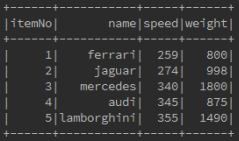 +------+-----------+-----+------+
|itemNo|       name|speed|weight|
+------+-----------+-----+------+
|     1|    ferrari|  259|   800|
|     2|     jaguar|  274|   998|
|     3|   mercedes|  340|  1800|
|     4|       audi|  345|   875|
|     5|lamborghini|  355|  1490|
+------+-----------+-----+------+